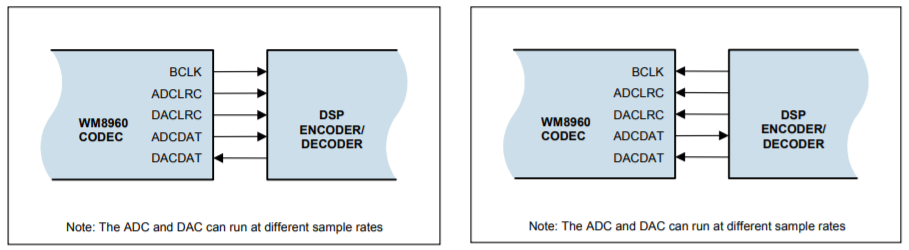 BCLK
ADCLRC
DACLRC
ADCDAT
DACDAT
WM8960
CODEC
DSP
ENCODER/
DECODER
Note: The ADC and DAC can run at different sample rates
BCLK
ADCLRC
DACLRC
ADCDAT
DACDAT
WM8960
CODEC
DSP
ENCODER/
DECODER
Note: The ADC and DAC can run at different sample rates